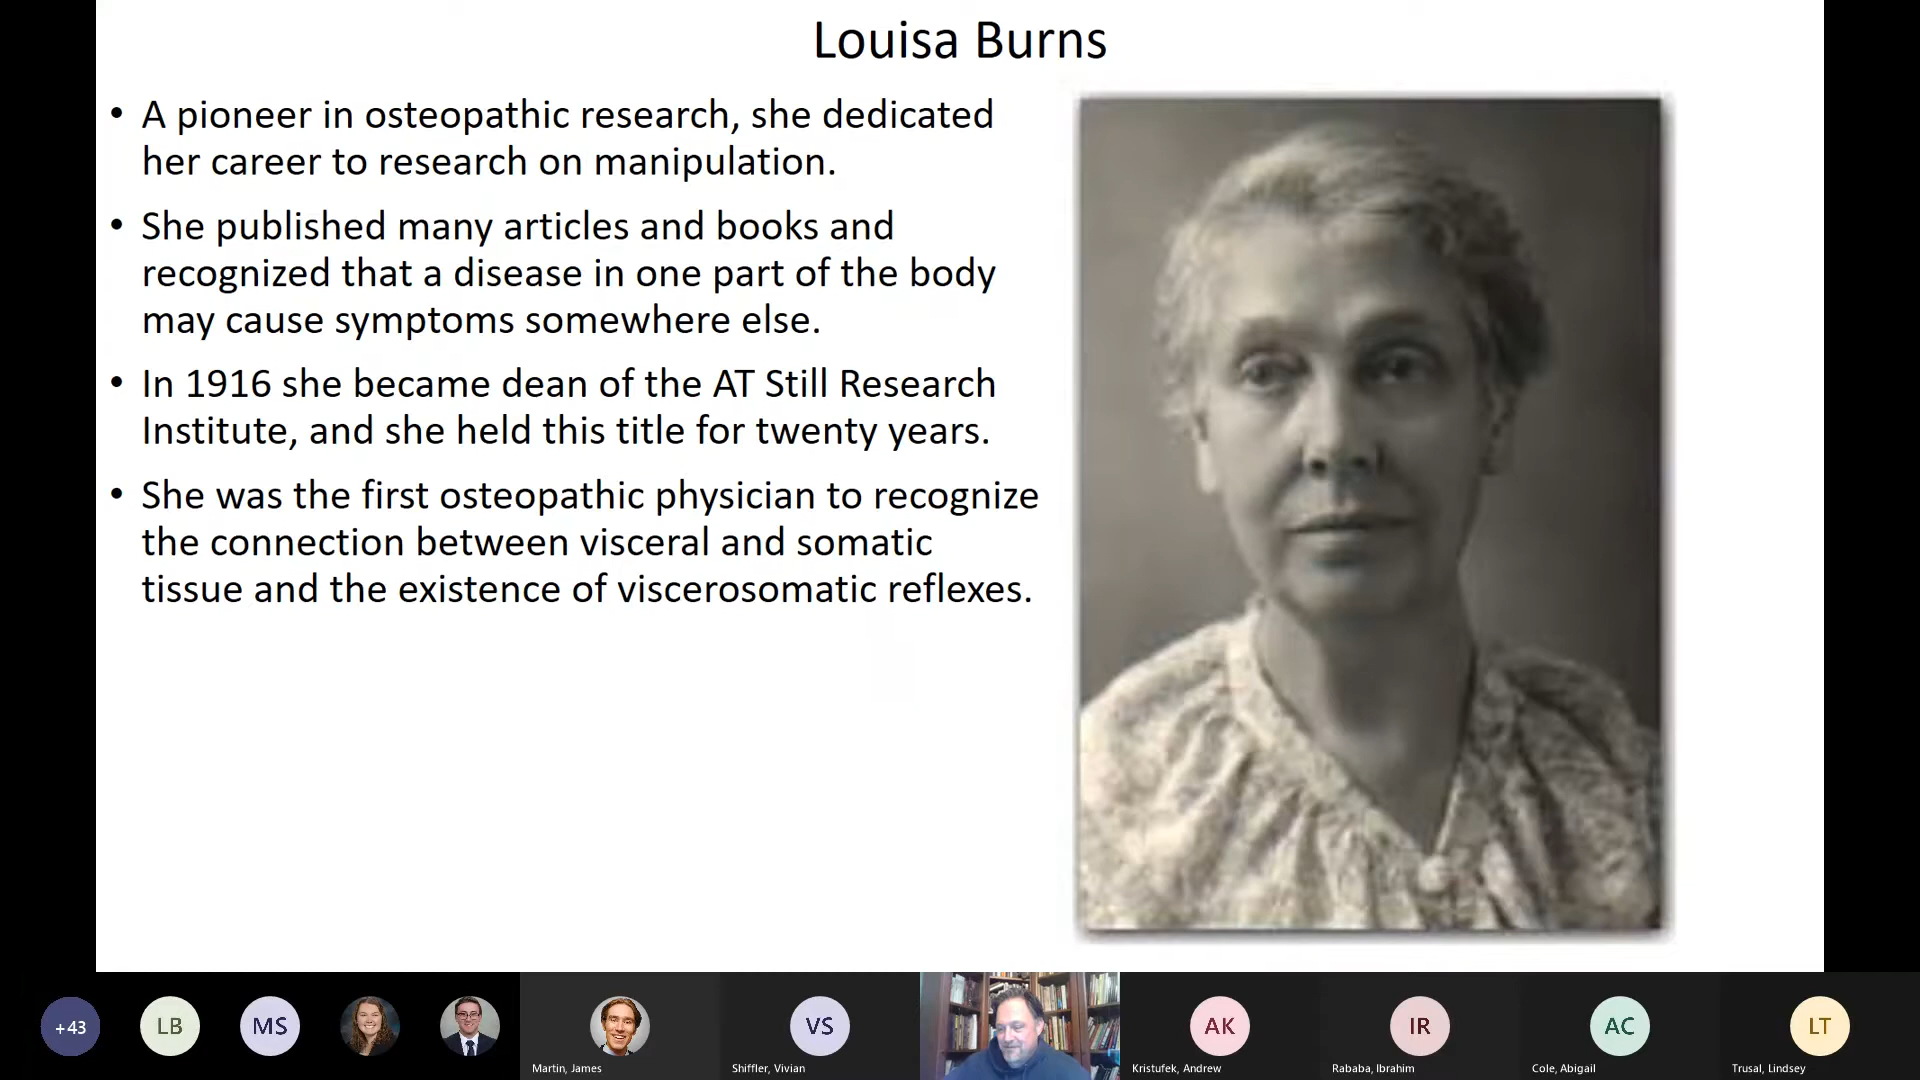 Louisa Burns
• A pioneer in osteopathic research, she dedicated
her career to research on manipulation.
• She published many articles and books and
recognized that a disease in one part of the body
may cause symptoms somewhere else.
• In 1916 she became dean of the AT Still Research
Institute, and she held this title for twenty years.
• She was the first osteopathic physician to recognize
the connection between visceral and somatic
tissue and the existence of viscerosomatic reflexes.
+43
LB
MS
Martin, James
VS
Shiffler, Vivian
AK
Kristufek, Andrew
IR
Rababa, Ibrahim
AC
Cole, Abigail
LT
Trusal, Lindsey